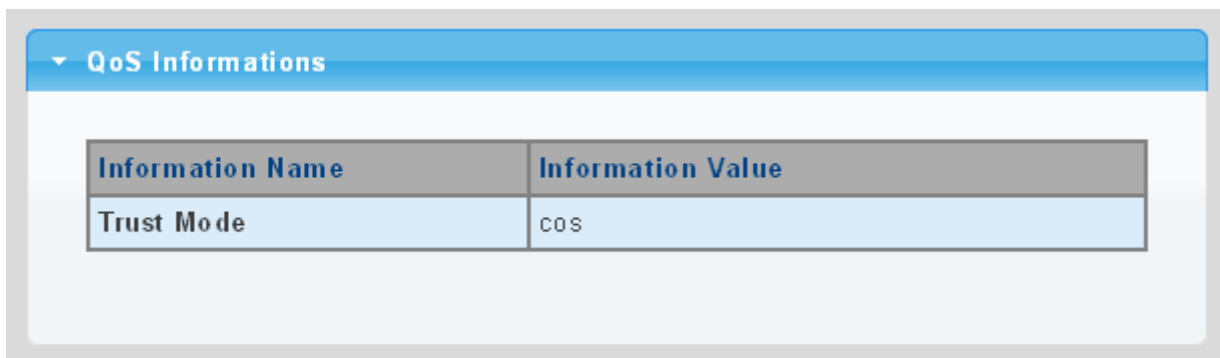 QoS Informations
Information Name Information Value
Trust Mode cos